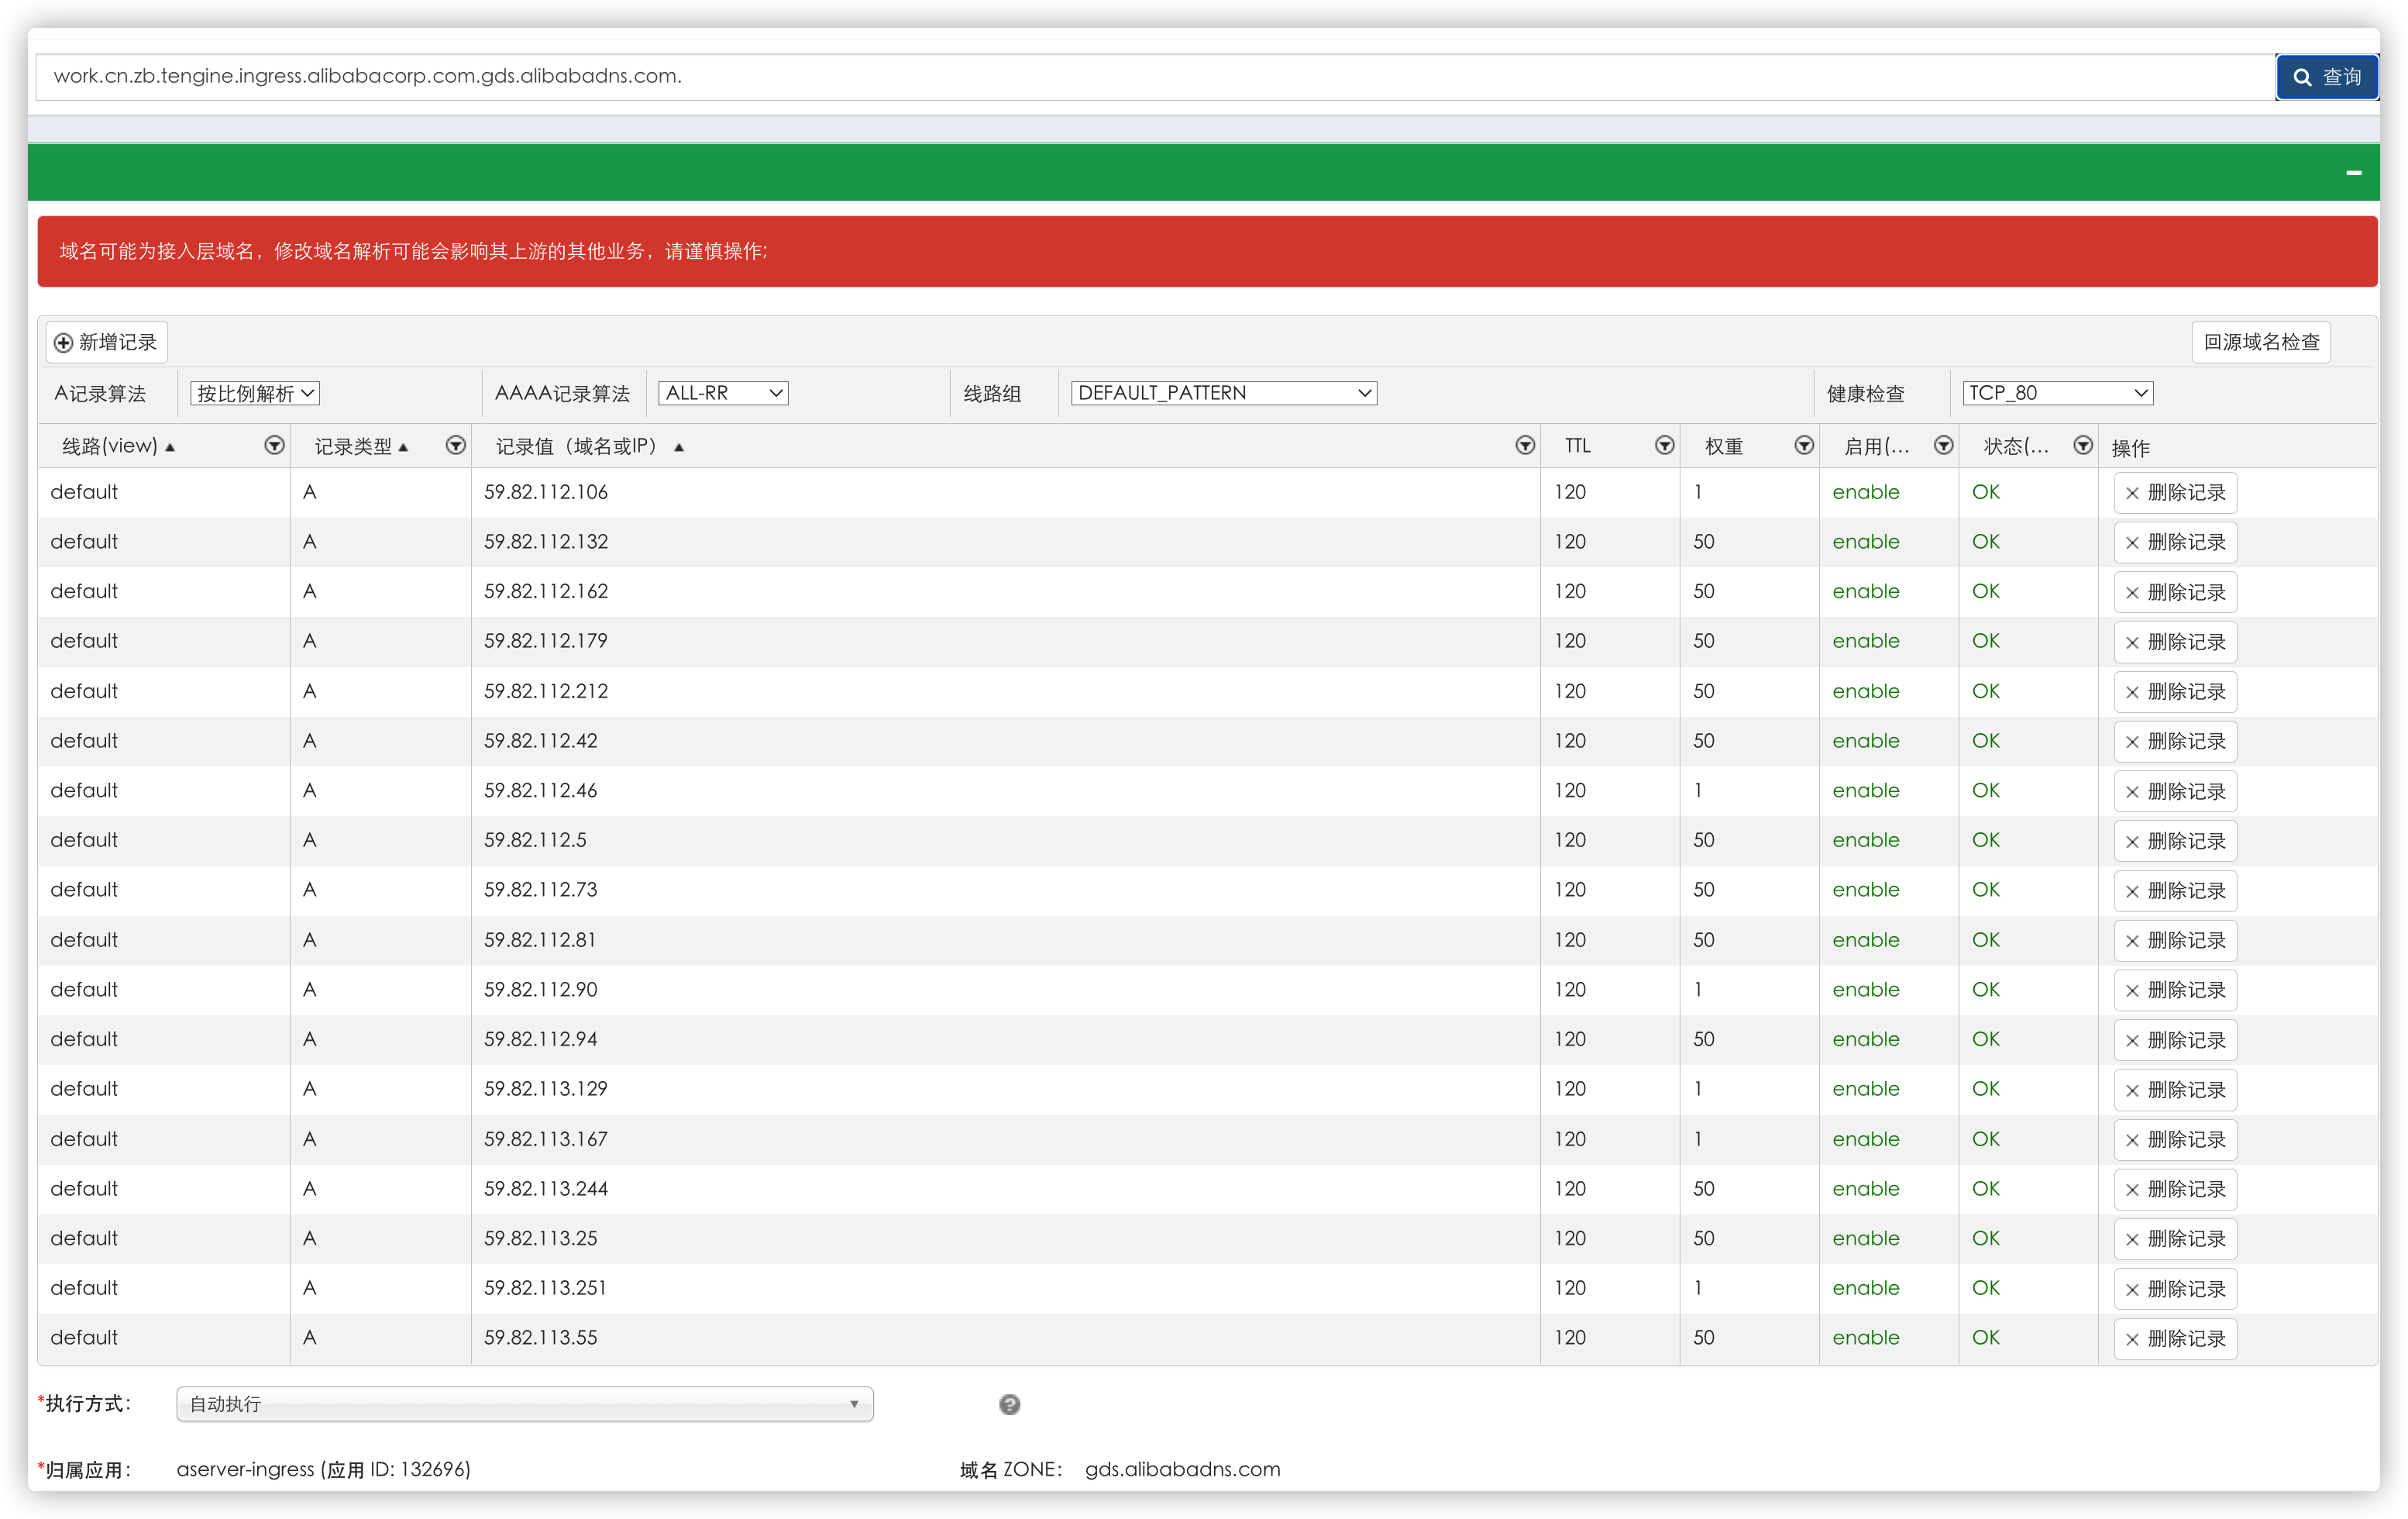 work.cn.zb.tengine.ingress.alibabacorp.com.gds.alibabadns.com. 查询
域名可能为接入层域名，修改域名解析可能会影响其上游的其他业务，请谨慎操作;
新增记录 回源域名检查
A记录算法 按比例解析 AAAA记录算法 ALL-RR 线路组 DEFAULT_PATTERN 健康检查 TCP_80
线路(view) 记录类型 记录值（域名或IP） TTL 权重 启用(... 状态(... 操作
default A 59.82.112.106 120 1 enable OK 删除记录
default A 59.82.112.132 120 50 enable OK 删除记录
default A 59.82.112.162 120 50 enable OK 删除记录
default A 59.82.112.179 120 50 enable OK 删除记录
default A 59.82.112.212 120 50 enable OK 删除记录
default A 59.82.112.42 120 50 enable OK 删除记录
default A 59.82.112.46 120 1 enable OK 删除记录
default A 59.82.112.5 120 50 enable OK 删除记录
default A 59.82.112.73 120 50 enable OK 删除记录
default A 59.82.112.81 120 50 enable OK 删除记录
default A 59.82.112.90 120 1 enable OK 删除记录
default A 59.82.112.94 120 50 enable OK 删除记录
default A 59.82.113.129 120 1 enable OK 删除记录
default A 59.82.113.167 120 1 enable OK 删除记录
default A 59.82.113.244 120 50 enable OK 删除记录
default A 59.82.113.25 120 50 enable OK 删除记录
default A 59.82.113.251 120 1 enable OK 删除记录
default A 59.82.113.55 120 50 enable OK 删除记录
*执行方式： 自动执行
*归属应用： aserver-ingress (应用 ID: 132696) 域名 ZONE： gds.alibabadns.com